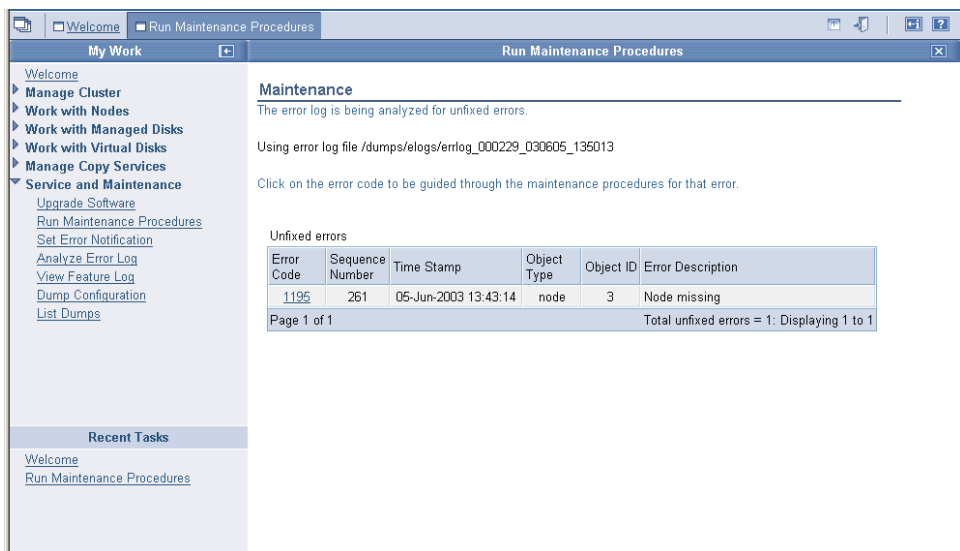 Welcome
Run Maintenance Procedures
My Work
Run Maintenance Procedures
Welcome
Manage Cluster
Work with Nodes
Work with Managed Disks
Work with Virtual Disks
Manage Copy Services
Service and Maintenance
Upgrade Software
Run Maintenance Procedures
Set Error Notification
Analyze Error Log
View Feature Log
Dump Configuration
List Dumps
Recent Tasks
Welcome
Run Maintenance Procedures
Maintenance
The error log is being analyzed for unfixed errors.
Using error log file /dumps/elogs/errlog_000229_030605_135013
Click on the error code to be guided through the maintenance procedures for that error.
Unfixed errors
Error Code Sequence Number Time Stamp Object Type Object ID Error Description
1195 261 05-Jun-2003 13:43:14 node 3 Node missing
Page 1 of 1 Total unfixed errors = 1: Displaying 1 to 1